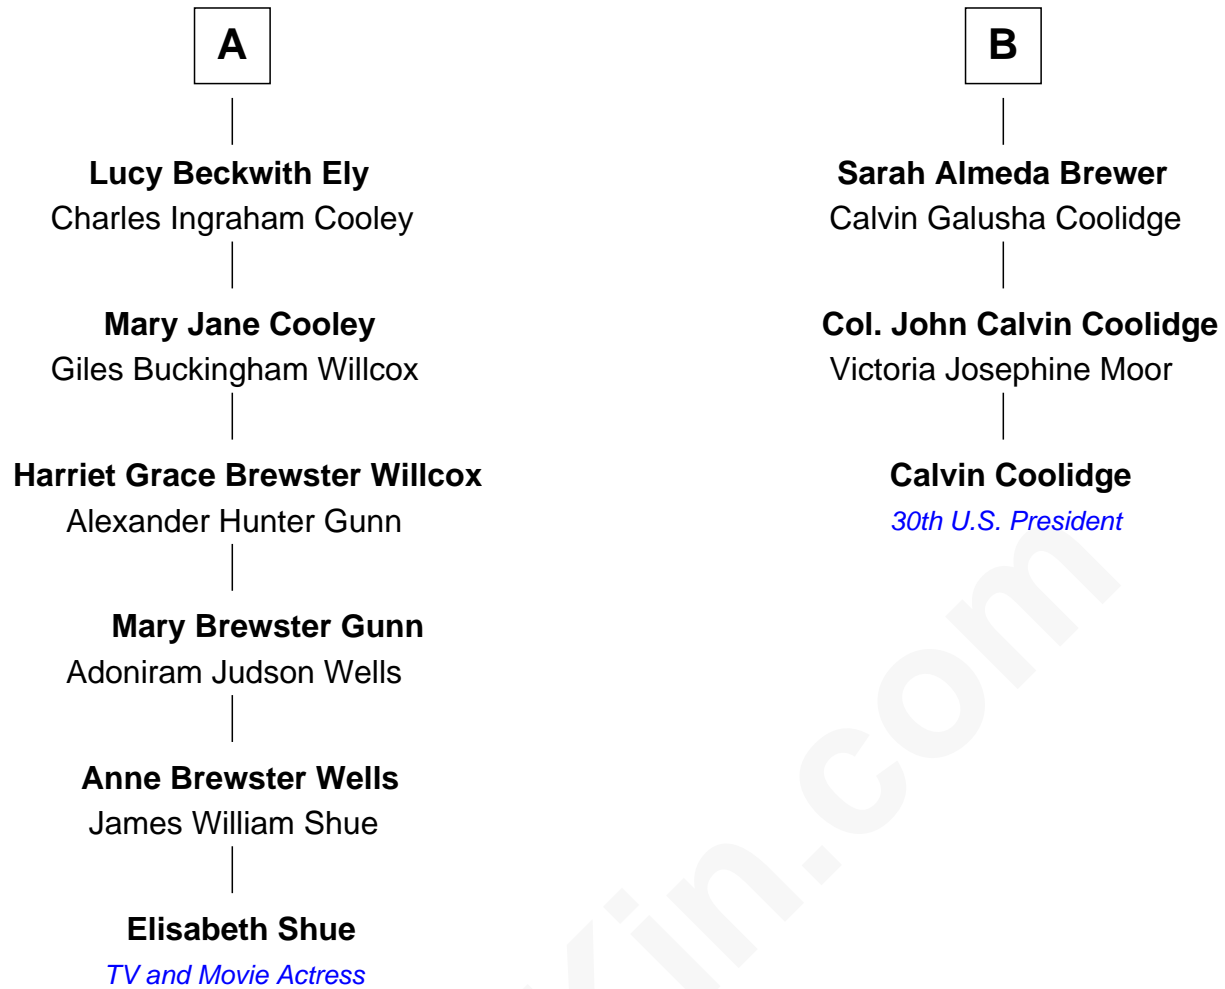 A
Lucy Beckwith Ely
Charles Ingraham Cooley
Mary Jane Cooley
Giles Buckingham Willcox
Harriet Grace Brewster Willcox
Alexander Hunter Gunn
Mary Brewster Gunn
Adoniram Judson Wells
Anne Brewster Wells
James William Shue
Elisabeth Shue
TV and Movie Actress
B
Sarah Almeda Brewer
Calvin Galusha Coolidge
Col. John Calvin Coolidge
Victoria Josephine Moor
Calvin Coolidge
30th U.S. President
Kin.com